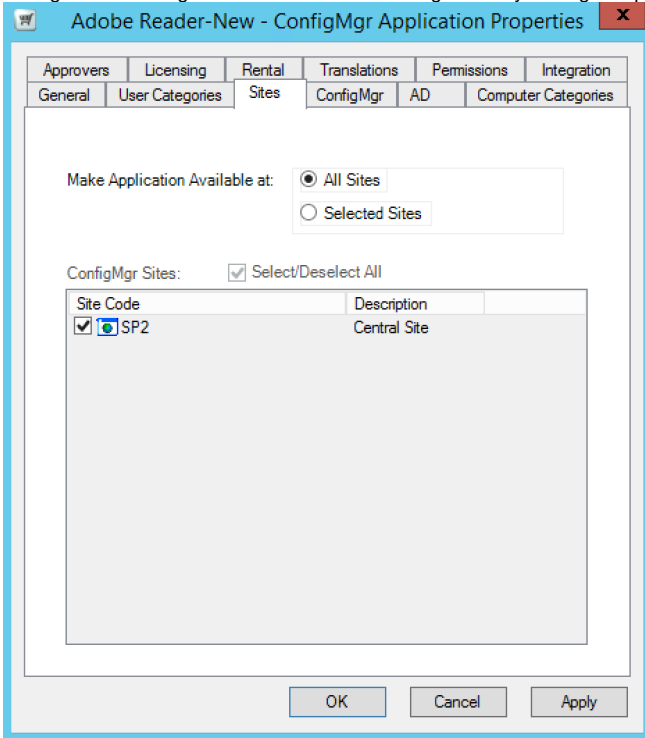 Adobe Reader-New - ConfigMgr Application Properties x
Approvers Licensing Rental Translations Permissions Integration
General User Categories Sites ConfigMgr AD Computer Categories
Make Application Available at: All Sites
Selected Sites
ConfigMgr Sites: Select/Deselect All
Site Code Description
SP2 Central Site
OK Cancel Apply